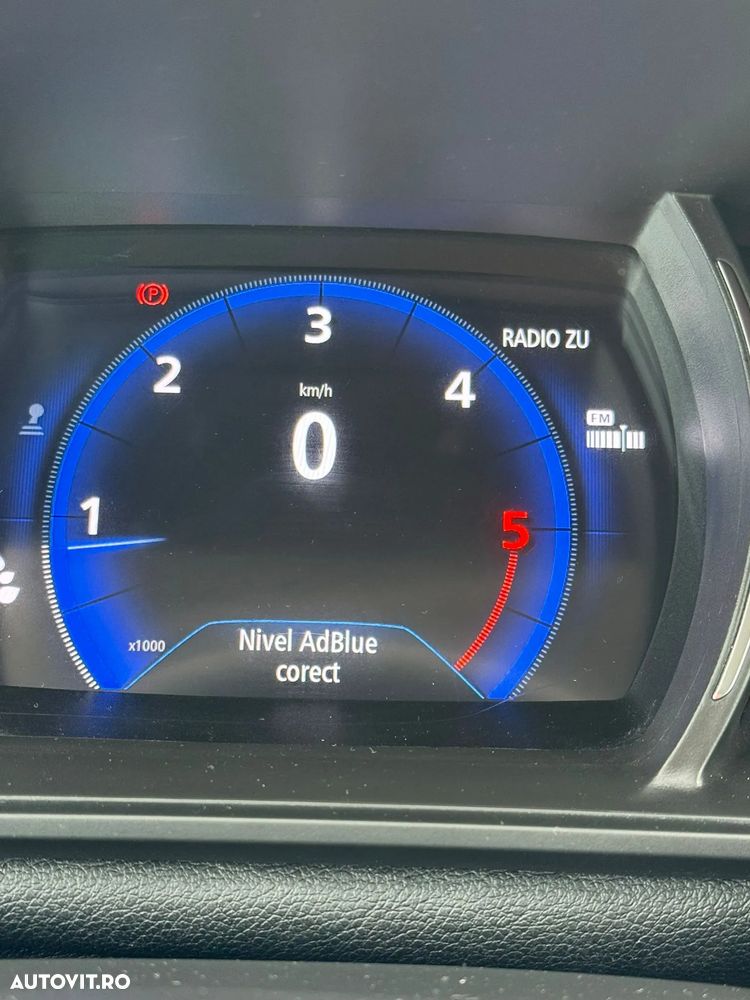 (P)
3
RADIO ZU
2
4
km/h
0
FM
1
5
x1000
Nivel AdBlue
corect
AUTOVIT.RO